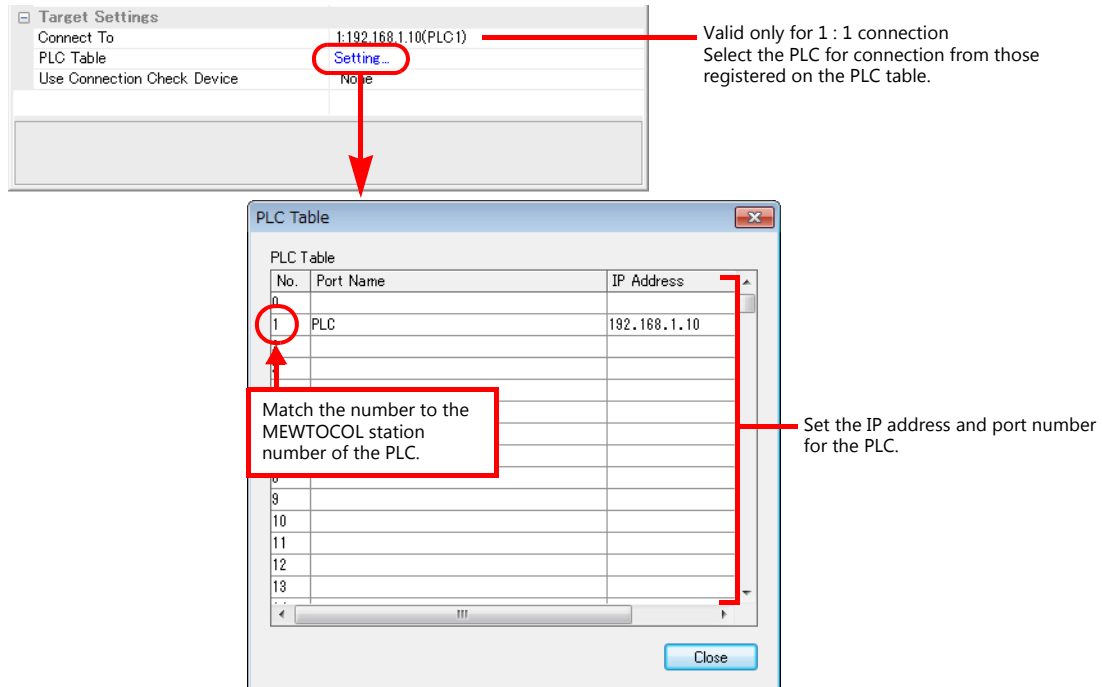 Target Settings
Connect To 1:192.168.1.10(PLC1)
PLC Table Setting...
Use Connection Check Device None
Valid only for 1 : 1 connection
Select the PLC for connection from those
registered on the PLC table.
PLC Table
PLC Table
No. Port Name IP Address
0
1 PLC 192.168.1.10
Match the number to the
MEWTOCOL station
number of the PLC.
Set the IP address and port number
for the PLC.
9
10
11
12
13
Close